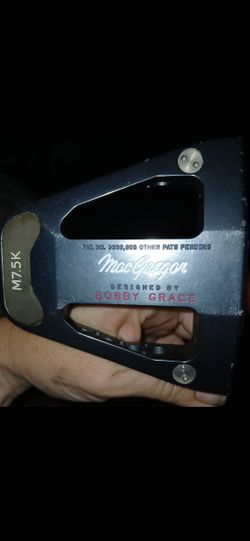 M7.5K
PAT. NO. D
OTHER PATS PENDING
MacGregor
DESIGNED BY
BOBBY GRACE